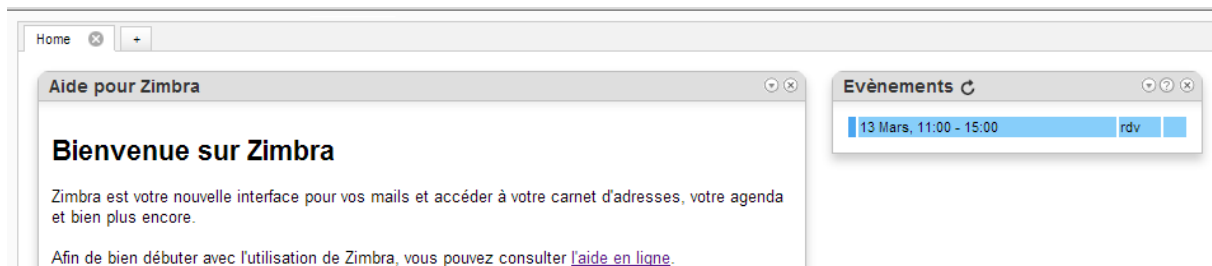 Home +
Aide pour Zimbra
Bienvenue sur Zimbra
Zimbra est votre nouvelle interface pour vos mails et accéder à votre carnet d'adresses, votre agenda
et bien plus encore.
Afin de bien débuter avec l'utilisation de Zimbra, vous pouvez consulter l'aide en ligne.
Evènements
13 Mars, 11:00 - 15:00 rdv